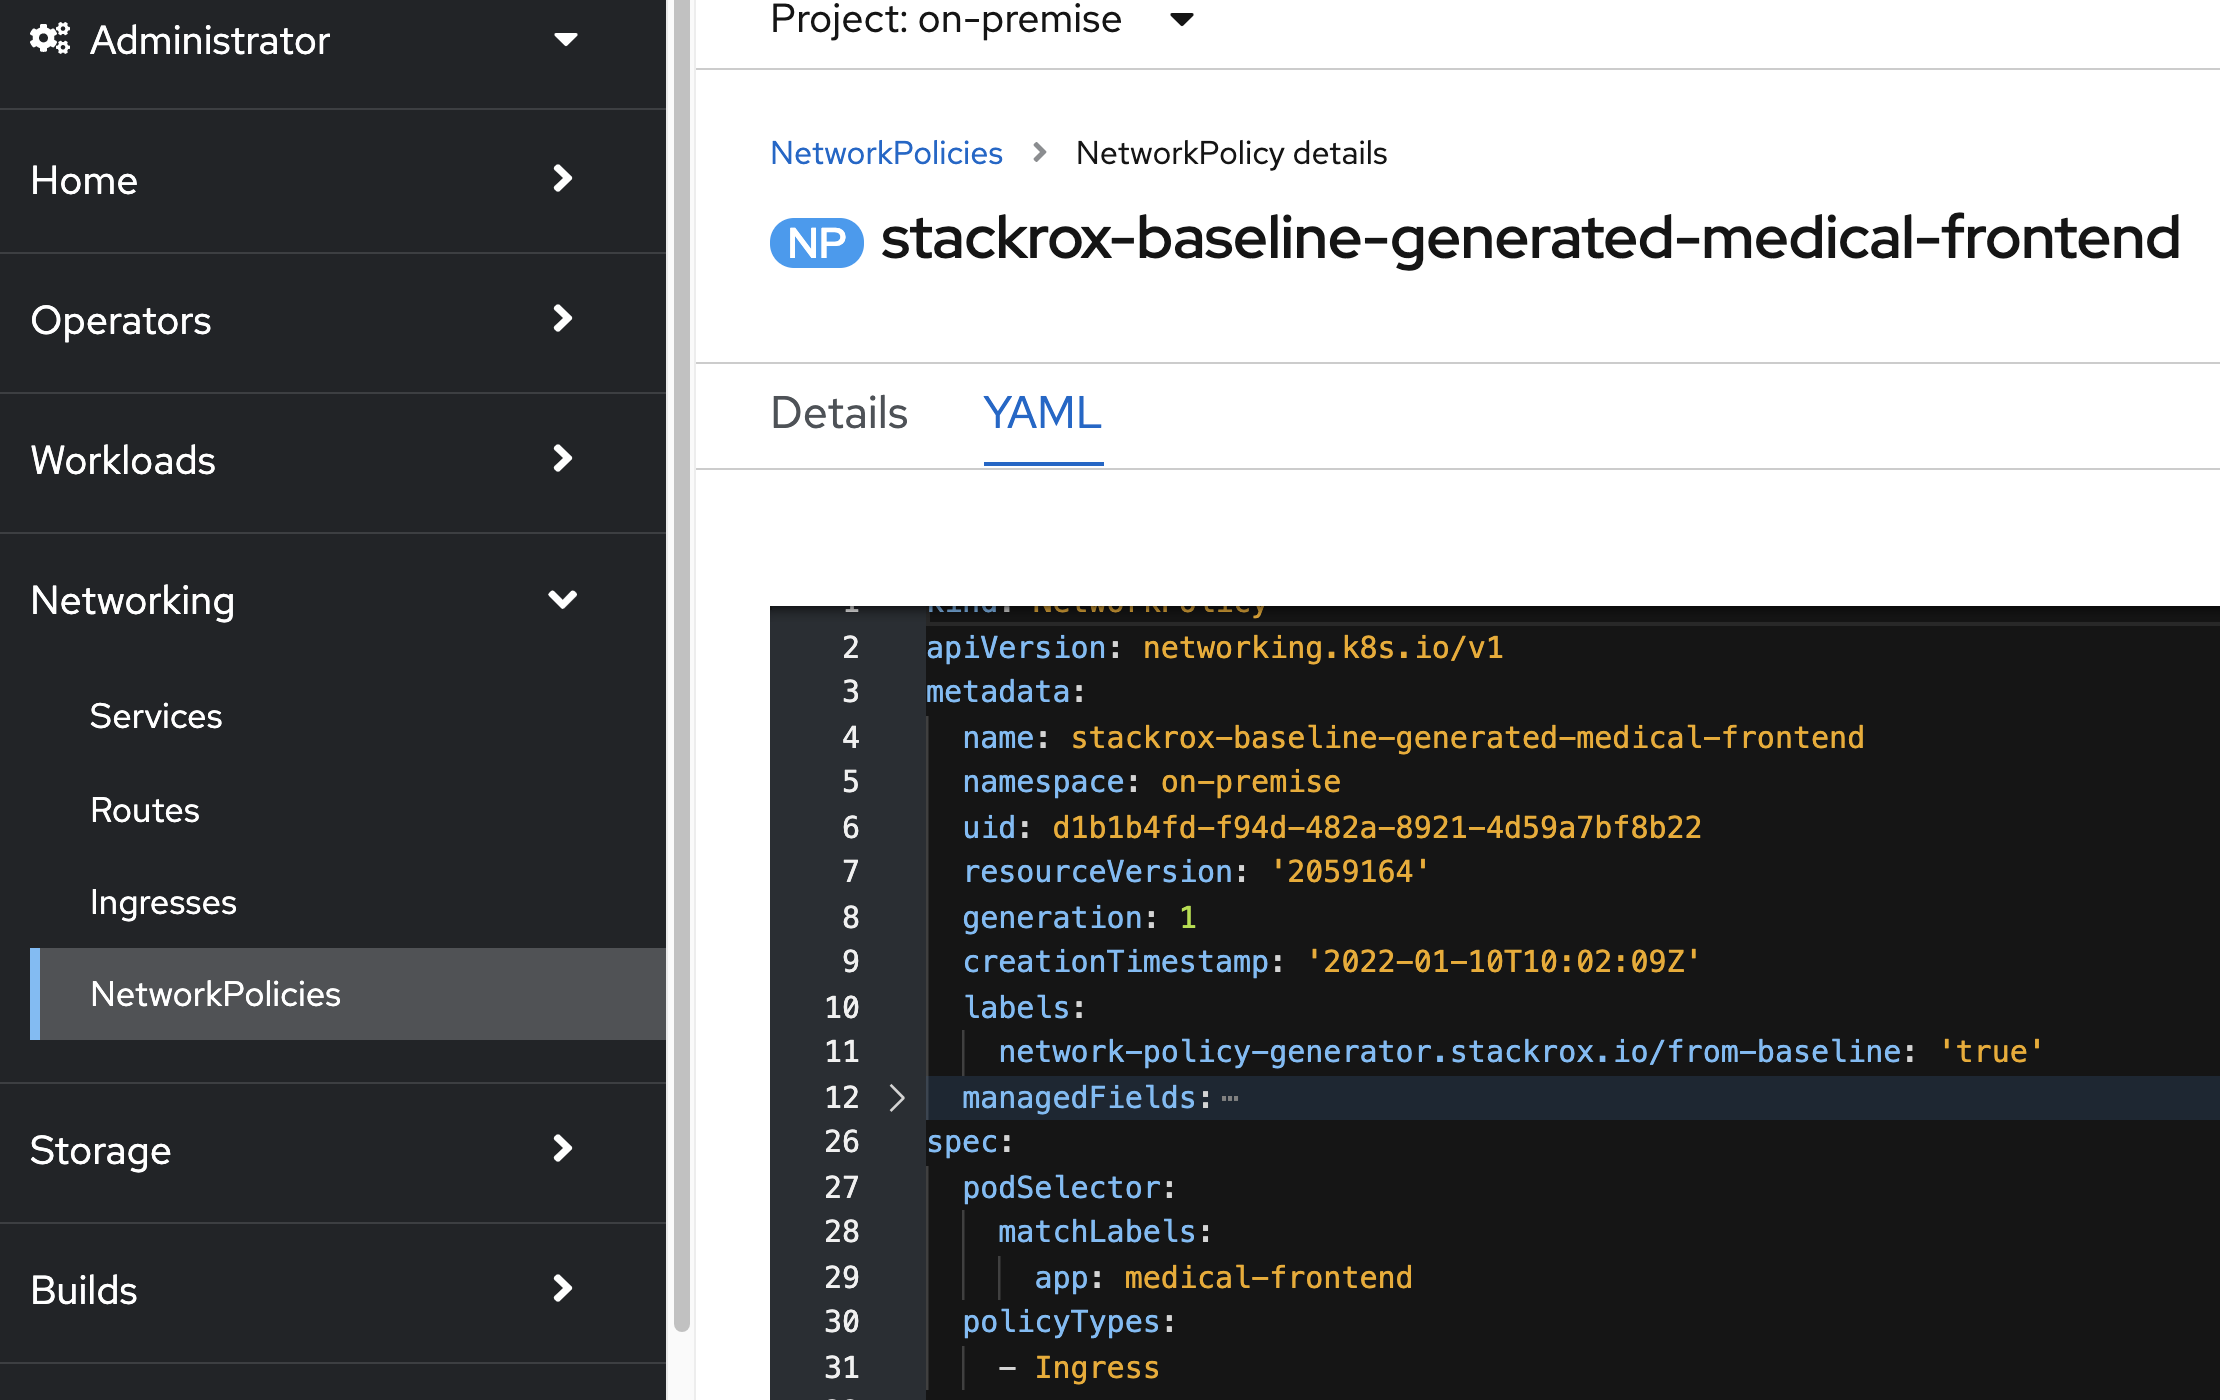 Administrator
Home
Operators
Workloads
Networking
Services
Routes
Ingresses
NetworkPolicies
Storage
Builds
Project: on-premise
NetworkPolicies > NetworkPolicy details
NP stackrox-baseline-generated-medical-frontend
Details YAML
1 kind: NetworkPolicy
2 apiVersion: networking.k8s.io/v1
3 metadata:
4 name: stackrox-baseline-generated-medical-frontend
5 namespace: on-premise
6 uid: d1b1b4fd-f94d-482a-8921-4d59a7bf8b22
7 resourceVersion: '2059164'
8 generation: 1
9 creationTimestamp: '2022-01-10T10:02:09Z'
10 labels:
11 network-policy-generator.stackrox.io/from-baseline: 'true'
12 > managedFields: ⋯
26 spec:
27 podSelector:
28 matchLabels:
29 app: medical-frontend
30 policyTypes:
31 - Ingress